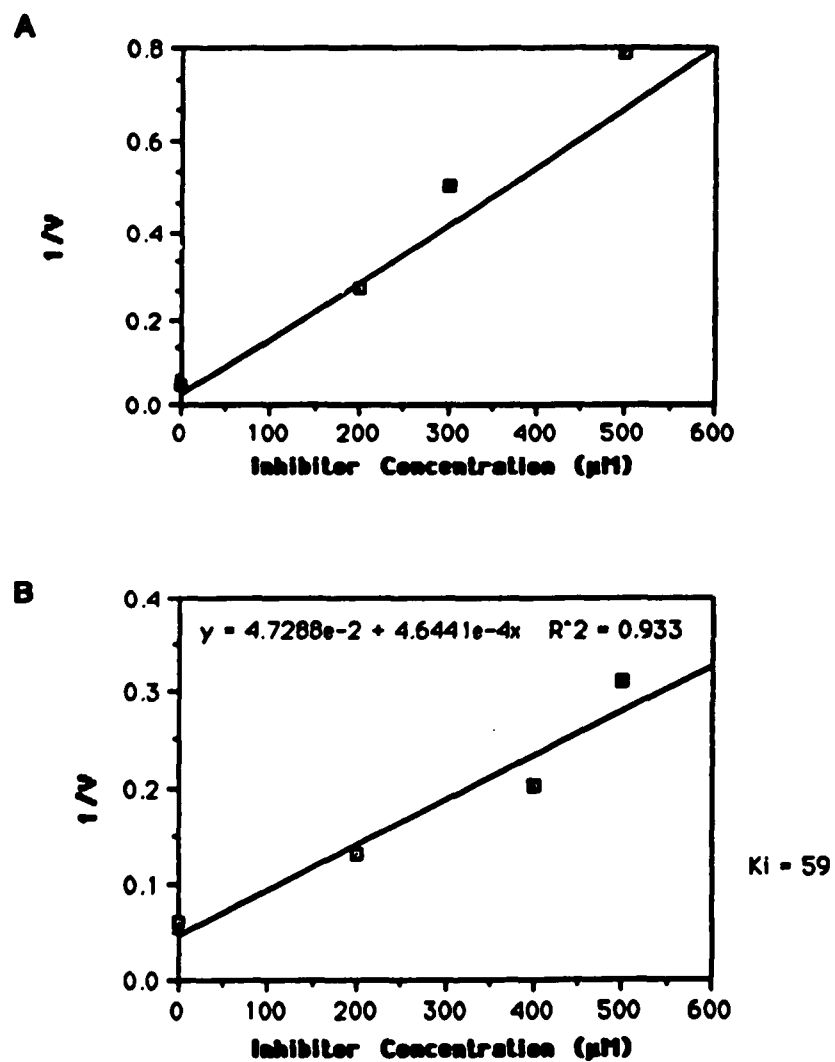 A
0.8
0.6
0.4
0.2
0.0
1/V
0 100 200 300 400 500 600
Inhibitor Concentration (µM)
B
0.4
y = 4.7288e-2 + 4.6441e-4x R^2 = 0.933
0.3
0.2
0.1
0.0
1/V
Ki = 59
0 100 200 300 400 500 600
Inhibitor Concentration (µM)